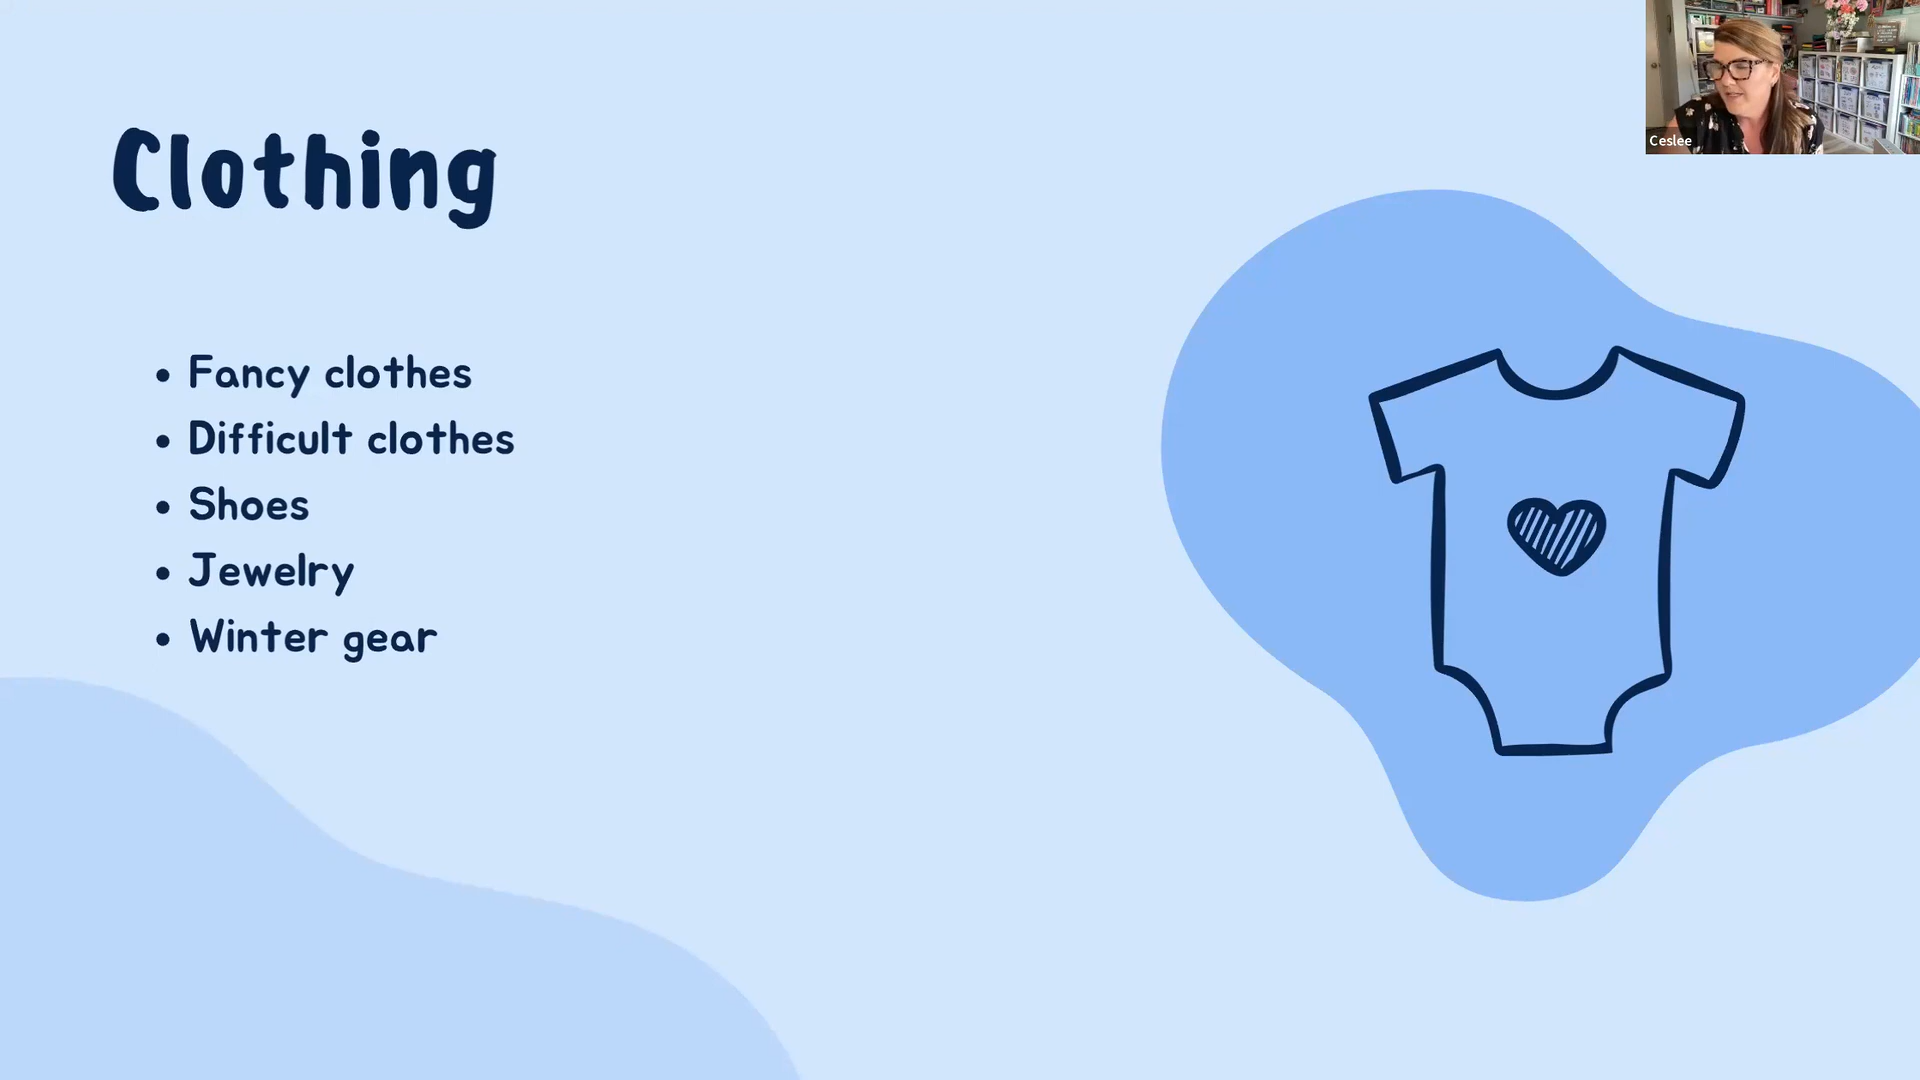 Clothing
Fancy clothes
Difficult clothes
Shoes
Jewelry
Winter gear
Ceslee